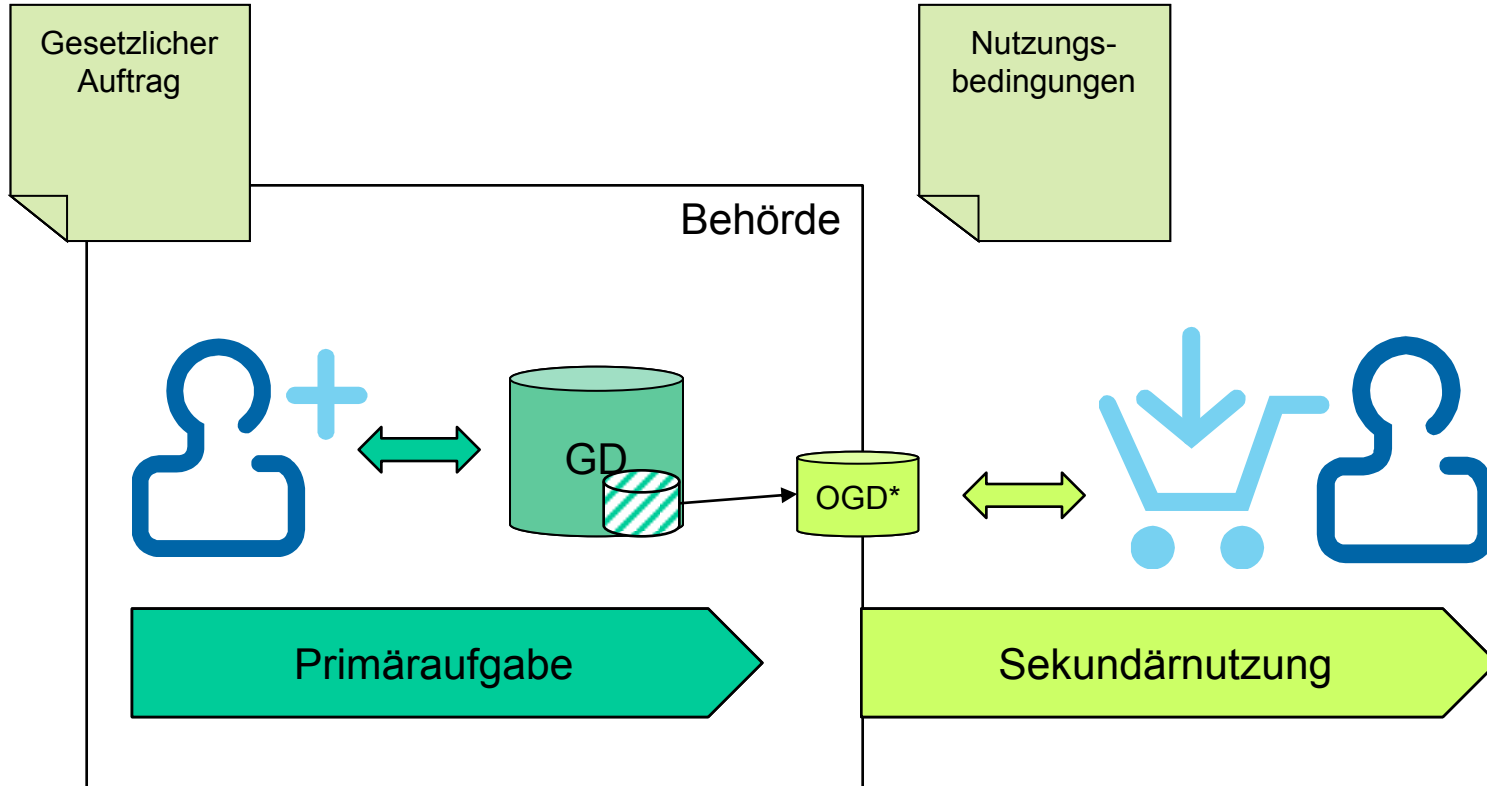 Gesetzlicher
Auftrag
Nutzungs-
bedingungen
Behörde
GD
OGD*
Primäraufgabe
Sekundärnutzung